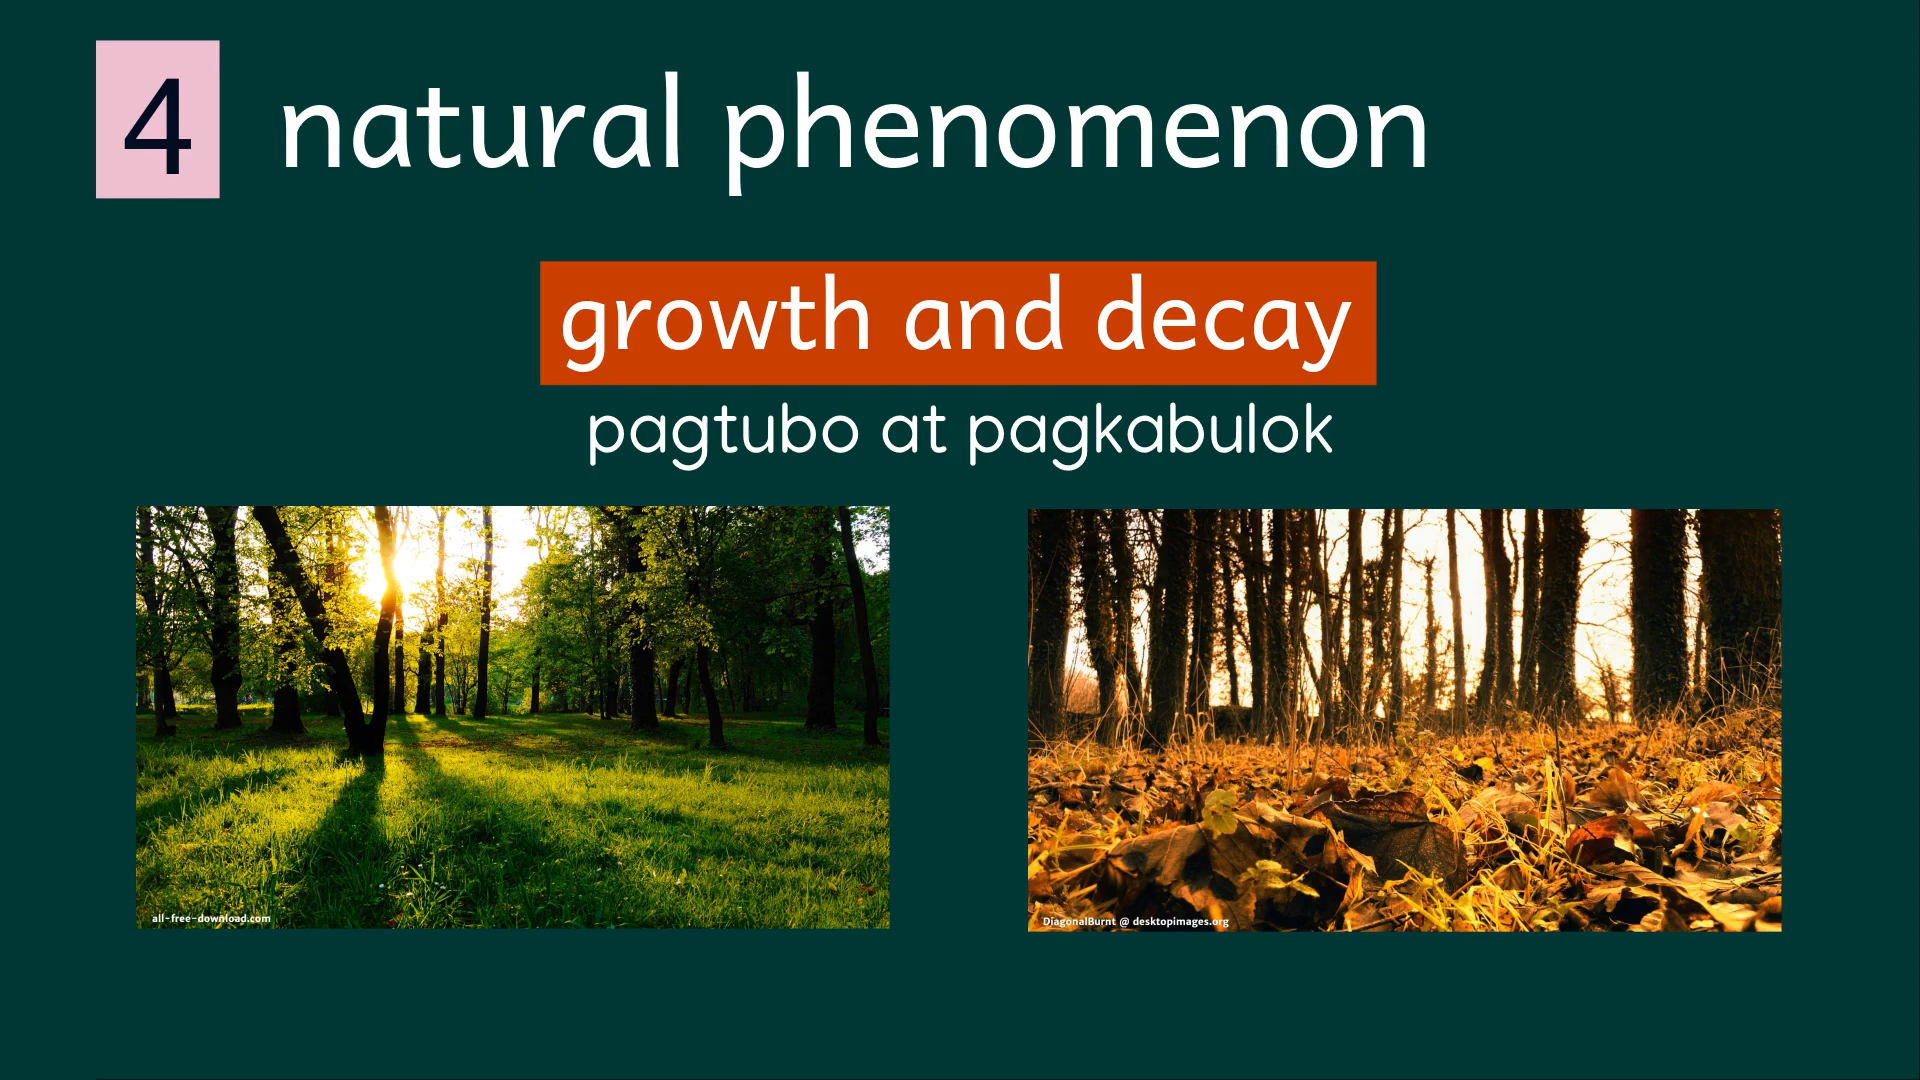 4 natural phenomenon
growth and decay
pagtubo at pagkabulok
all-free-download.com
DiagonalBurnt @ desktopimages.org